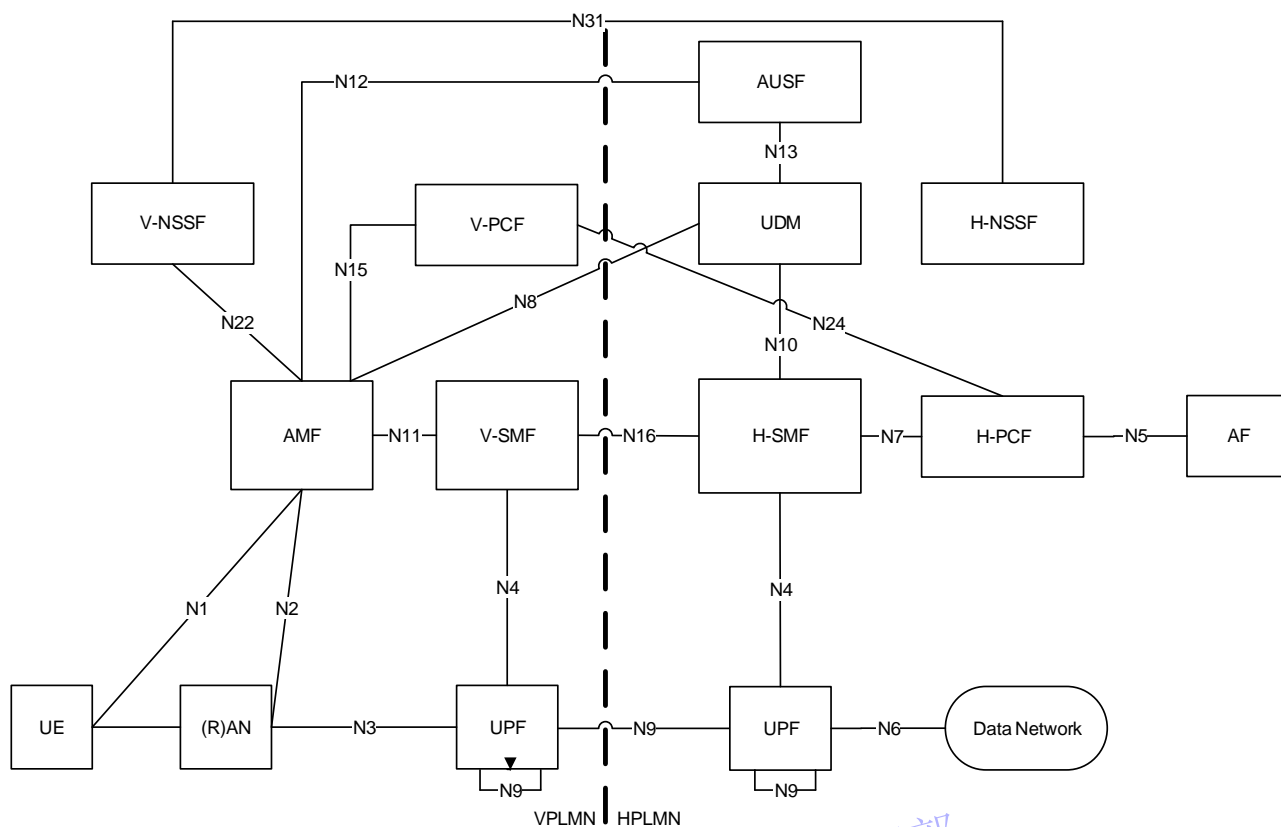 N31
N12
AUSF
N13
V-NSSF
V-PCF
UDM
H-NSSF
N15
N8
N22
N24
N10
AMF
N11
V-SMF
N16
H-SMF
N7
H-PCF
N5
AF
N4
N4
N1
N2
UE
(R)AN
N3
UPF
N9
UPF
N6
Data Network
N9
N9
VPLMN
HPLMN